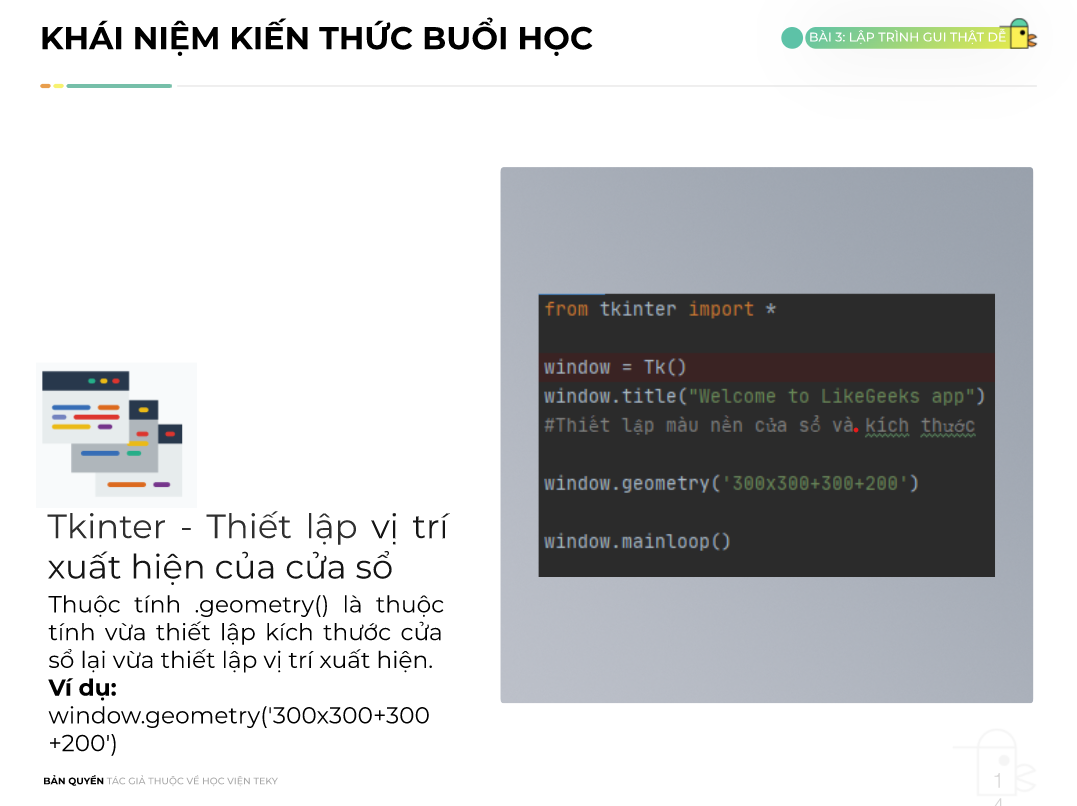 KHÁI NIỆM KIẾN THỨC BUỔI HỌC
BÀI 3: LẬP TRÌNH GUI THẬT DỄ
from tkinter import *
window = Tk()
window.title("Welcome to LikeGeeks app")
#Thiết lập màu nền của sổ và kích thước
window.geometry('300x300+300+200')
window.mainloop()
Tkinter - Thiết lập vị trí
xuất hiện của cửa sổ
Thuộc tính .geometry() là thuộc
tính vừa thiết lập kích thước cửa
sổ lại vừa thiết lập vị trí xuất hiện.
Ví dụ:
window.geometry('300x300+300
+200')
BẢN QUYỀN TÁC GIẢ THUỘC VỀ HỌC VIỆN TEKY
1
4